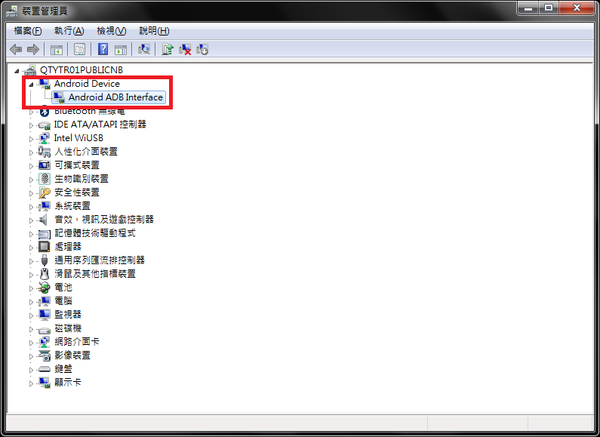 裝置管理員
檔案(F) 執行(A) 檢視(V) 說明(H)
QTYTR01PUBLICNB
Android Device
Android ADB Interface
Bluetooth 無線電
IDE ATA/ATAPI 控制器
Intel WiUSB
人性化介面裝置
可攜式裝置
生物識別裝置
安全性裝置
系統裝置
音效，視訊及遊戲控制器
記憶體技術驅動程式
處理器
通用序列匯流排控制器
滑鼠及其他指標裝置
電池
電腦
監視器
磁碟機
網路介面卡
影像裝置
鍵盤
顯示卡